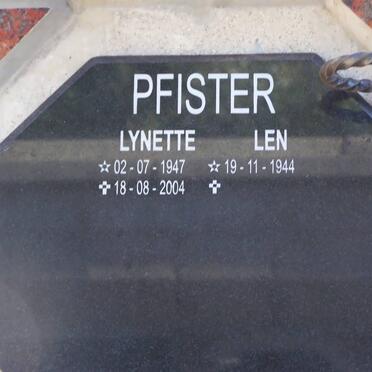 PFISTER
LYNETTE LEN
☆ 02 - 07 - 1947 ☆ 19 - 11 - 1944
✞ 18 - 08 - 2004 ✞